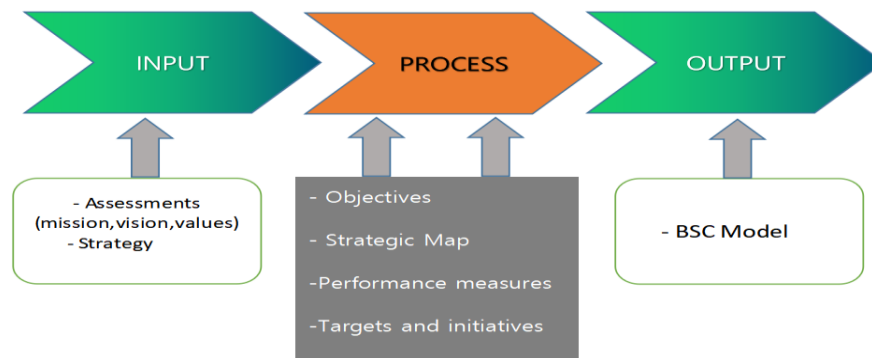 INPUT
PROCESS
OUTPUT
- Assessments
(mission,vision,values)
- Strategy
- Objectives
- Strategic Map
-Performance measures
-Targets and initiatives
- BSC Model